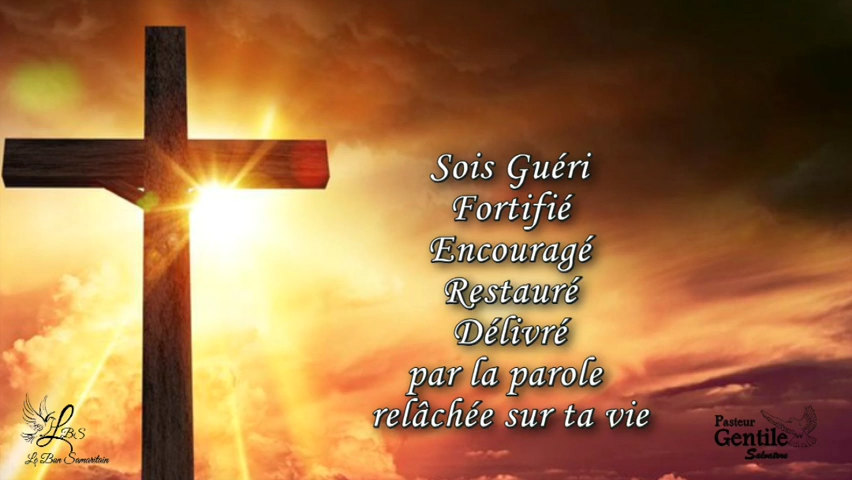 Sois Guéri
Fortifié
Encouragé
Restauré
Délivré
par la parole
relâchée sur ta vie
LBS
Le Bon Samaritain
Pasteur
Gentile